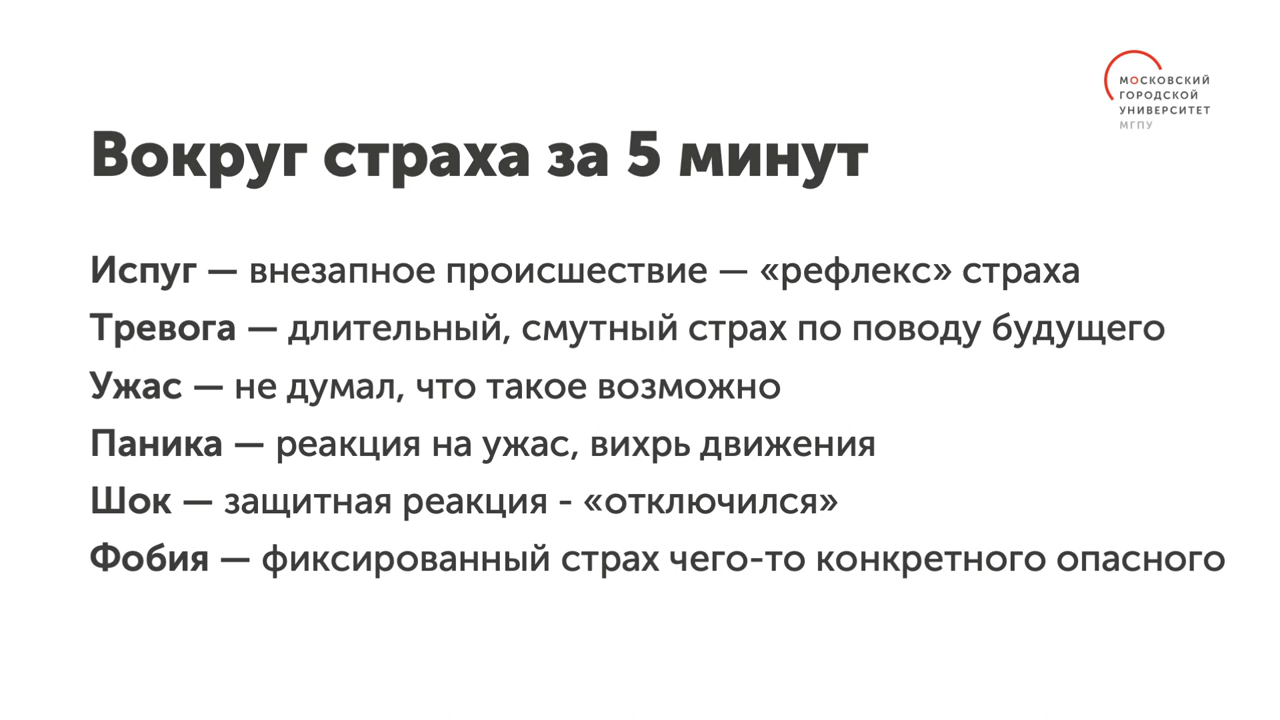 МОСКОВСКИЙ
ГОРОДСКОЙ
УНИВЕРСИТЕТ
МГПУ
Вокруг страха за 5 минут
Испуг — внезапное происшествие — «рефлекс» страха
Тревога — длительный, смутный страх по поводу будущего
Ужас — не думал, что такое возможно
Паника — реакция на ужас, вихрь движения
Шок — защитная реакция - «отключился»
Фобия — фиксированный страх чего-то конкретного опасного